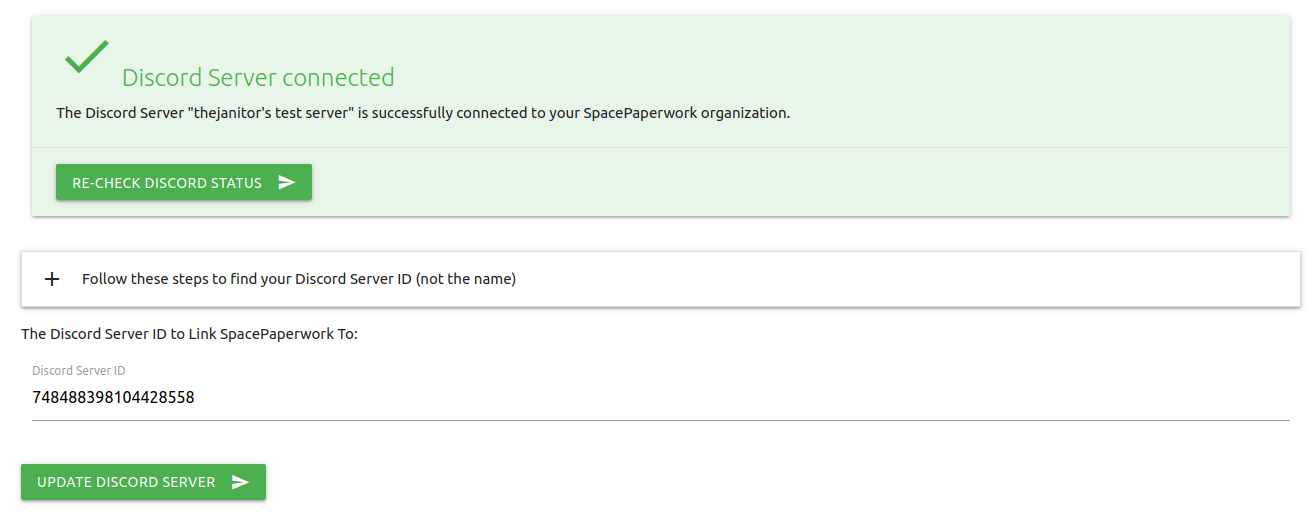 Discord Server connected
The Discord Server "thejanitor's test server" is successfully connected to your SpacePaperwork organization.
RE-CHECK DISCORD STATUS
Follow these steps to find your Discord Server ID (not the name)
The Discord Server ID to Link SpacePaperwork To:
Discord Server ID
748488398104428558
UPDATE DISCORD SERVER